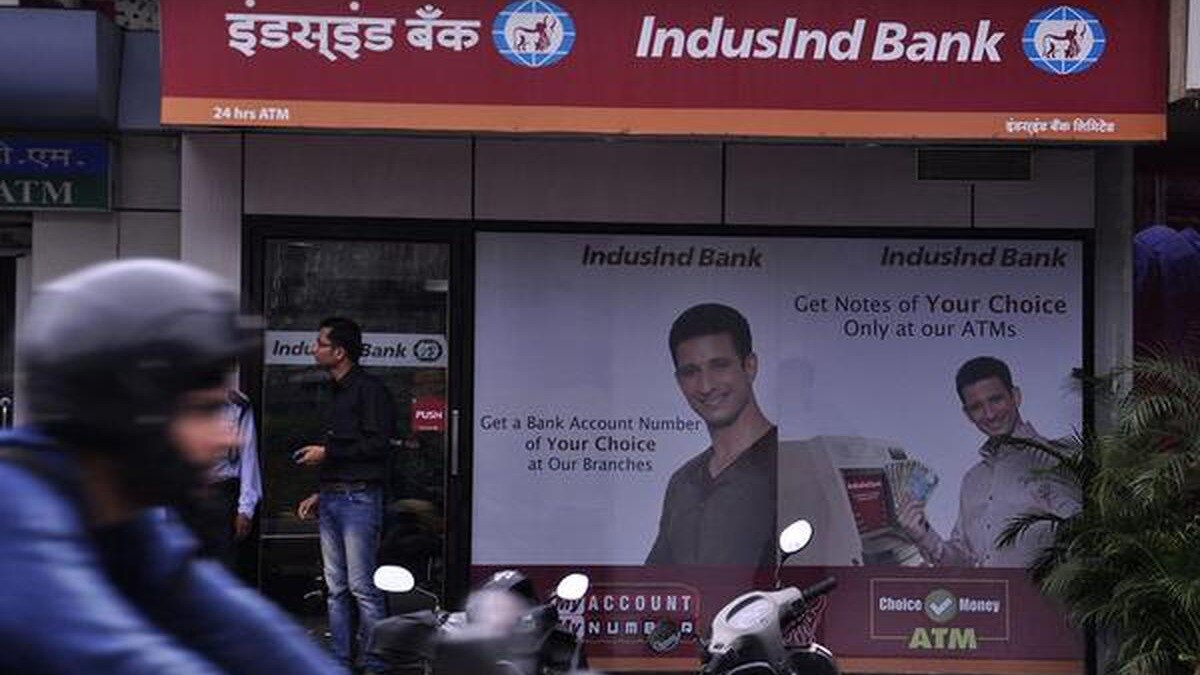 इंडसइंड बैंक
IndusInd Bank
24 hrs ATM
इंडसइंड बैंक लिमिटेड
टी.एम.
ATM
IndusInd Bank
IndusInd Bank
Get Notes of Your Choice
Only at our ATMs
Bank
PUSH
Get a Bank Account Number
of Your Choice
at Our Branches
IndusInd Bank
ACCOUNT
NUMBER
Choice Money
ATM